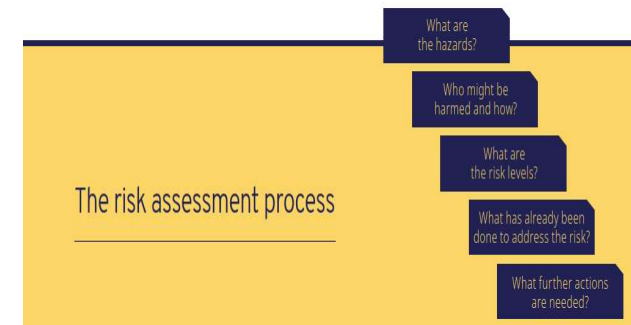 What are
the hazards?
Who might be
harmed and how?
What are
the risk levels?
The risk assessment process
What has already been
done to address the risk?
What further actions
are needed?